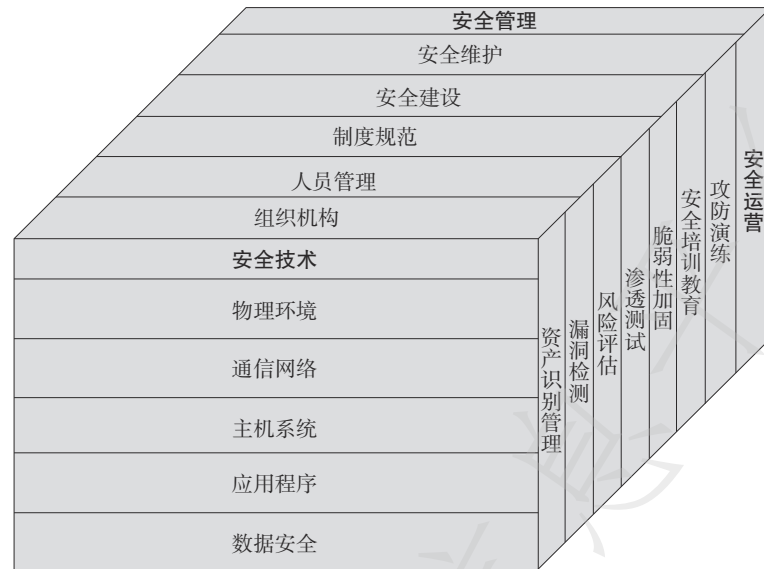 安全管理
安全维护
安全建设
制度规范
人员管理
组织机构
安全技术
物理环境
通信网络
主机系统
应用程序
数据安全
资产识别管理
漏洞检测
风险评估
渗透测试
脆弱性加固
安全培训教育
攻防演练
安全运营